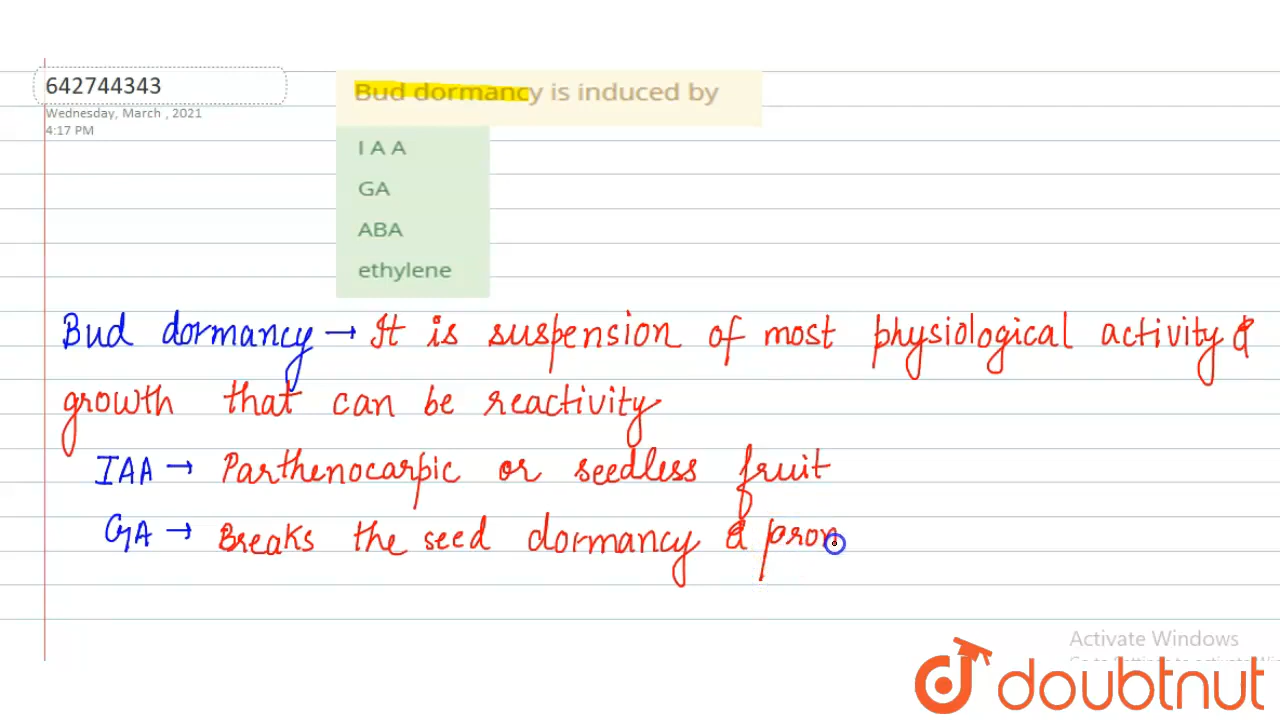 642744343
Wednesday, March , 2021
4:17 PM
Bud dormancy is induced by
I A A
GA
ABA
ethylene
Bud dormancy → It is suspension of most physiological activity &
growth that can be reactivity
IAA → Parthenocarpic or seedless fruit
GA → Breaks the seed dormancy & prom
Activate Windows
doubtnut